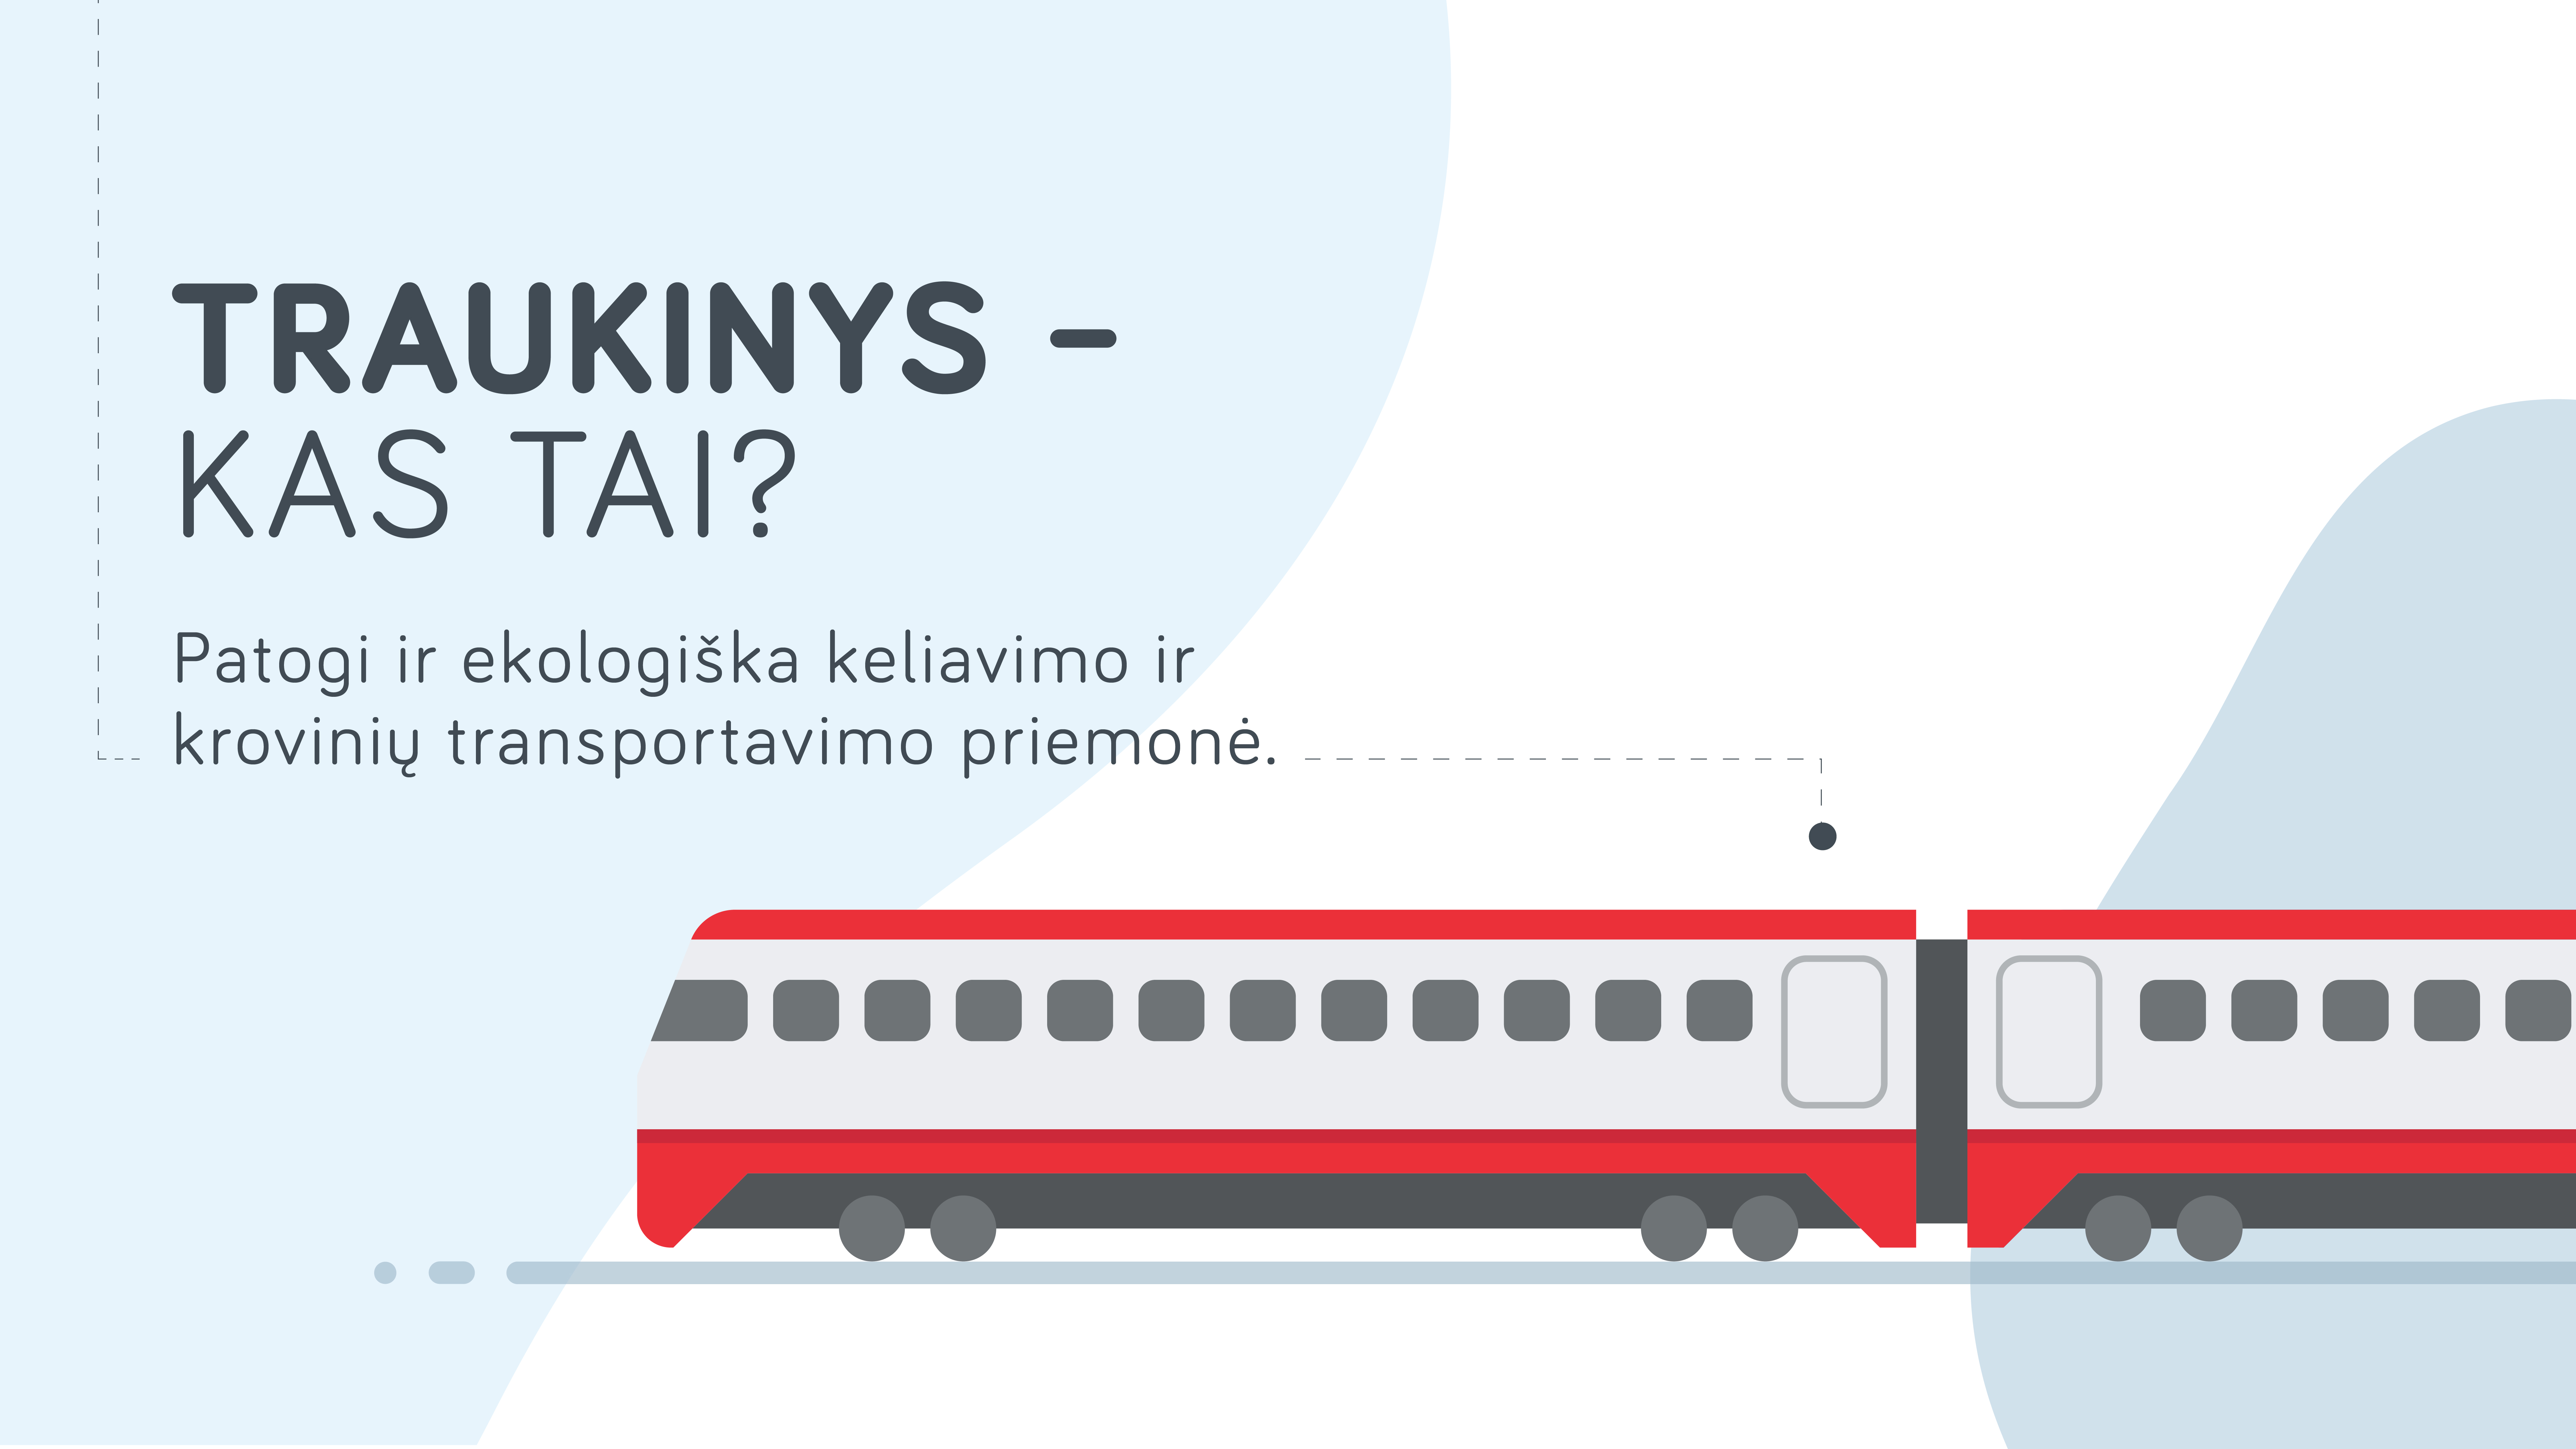 TRAUKINYS –
KAS TAI?
Patogi ir ekologiška keliavimo ir
krovinių transportavimo priemonė.